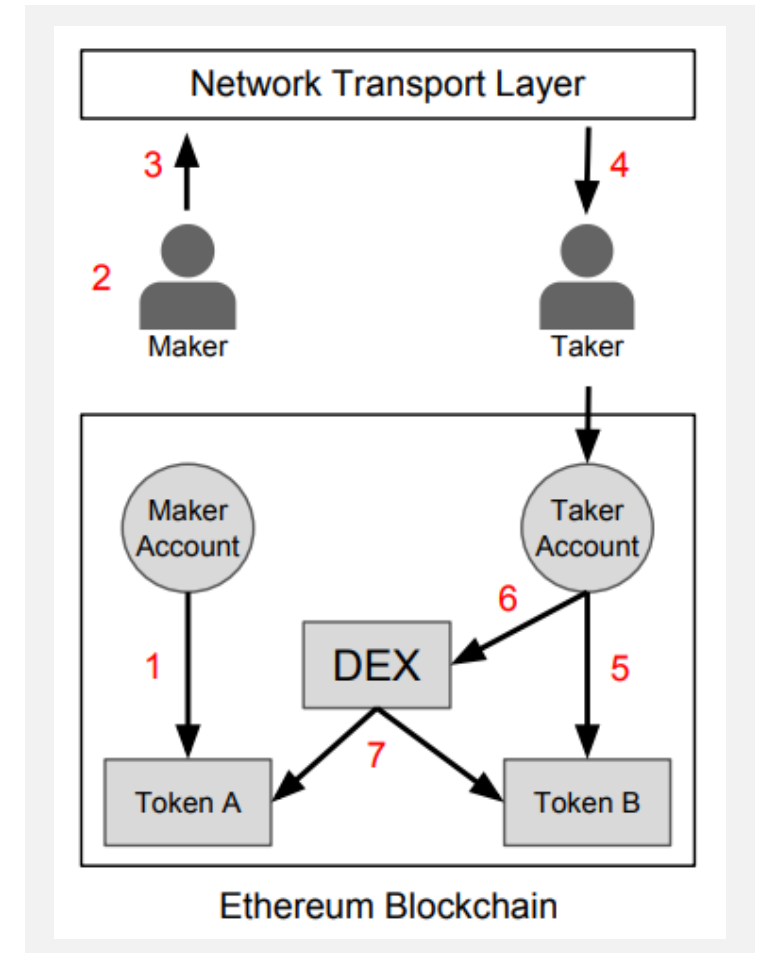 Network Transport Layer
3
4
2
Maker
Taker
Maker
Account
Taker
Account
6
1
DEX
5
7
Token A
Token B
Ethereum Blockchain